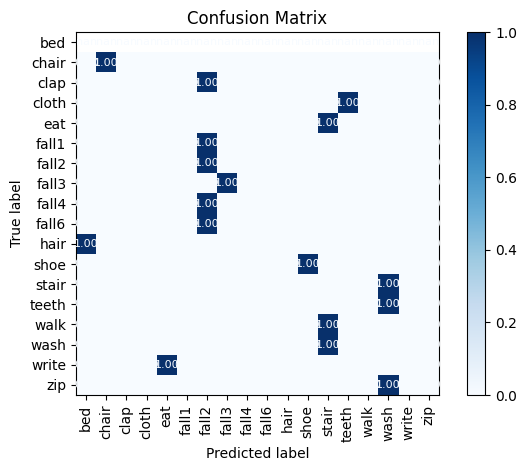 Confusion Matrix
bed
chair 1.00
clap 1.00
cloth 1.00
eat 1.00
fall1 1.00
fall2 1.00
fall3 1.00
fall4 1.00
fall6 1.00
hair 1.00
shoe 1.00
stair 1.00
teeth 1.00
walk 1.00
wash 1.00
write 1.00
zip 1.00
True label
bed chair clap cloth eat fall1 fall2 fall3 fall4 fall6 hair shoe stair teeth walk wash write zip
Predicted label
1.0
0.8
0.6
0.4
0.2
0.0